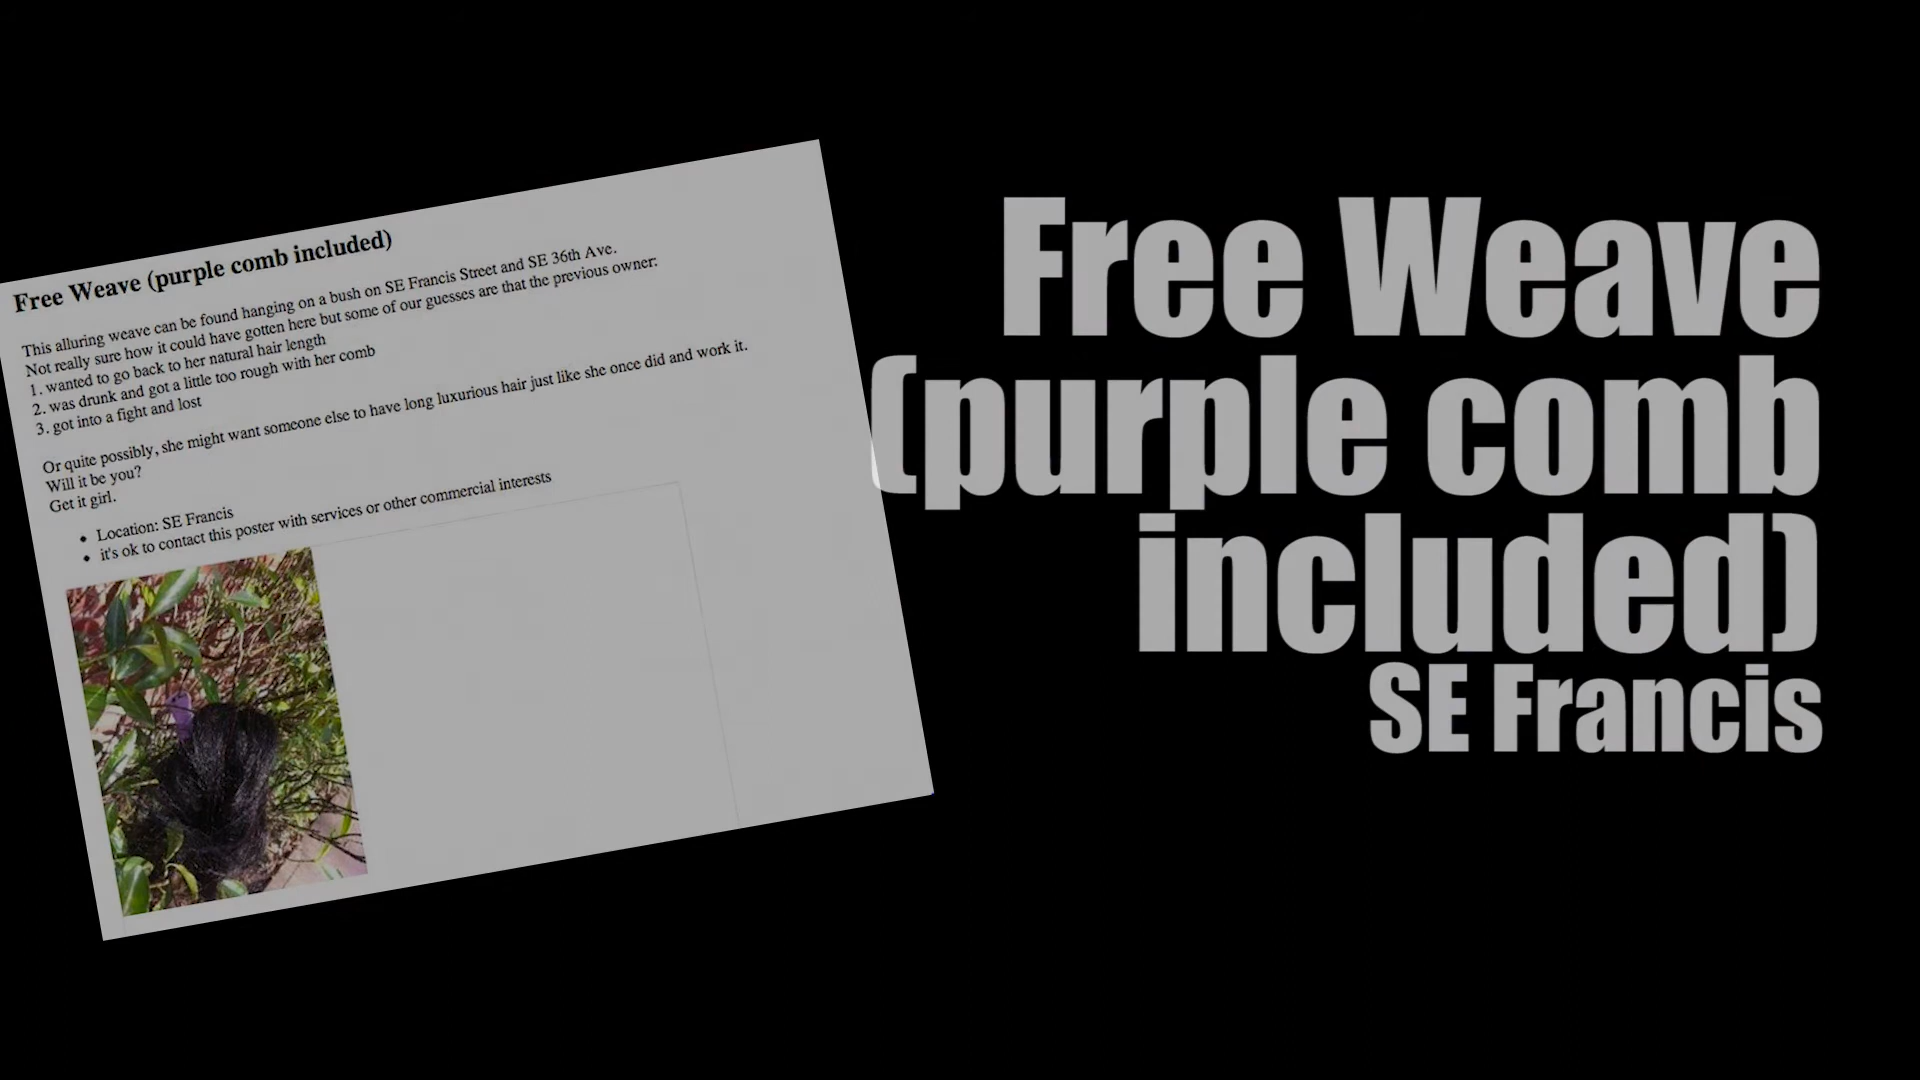 Free Weave (purple comb included)
This alluring weave can be found hanging on a bush on SE Francis Street and SE 36th Ave.
Not really sure how it could have gotten here but some of our guesses are that the previous owner:
1. wanted to go back to her natural hair length
2. was drunk and got a little too rough with her comb
3. got into a fight and lost
Or quite possibly, she might want someone else to have long luxurious hair just like she once did and work it.
Will it be you?
Get it girl.
• Location: SE Francis
• it's ok to contact this poster with services or other commercial interests
Free Weave
(purple comb
included)
SE Francis